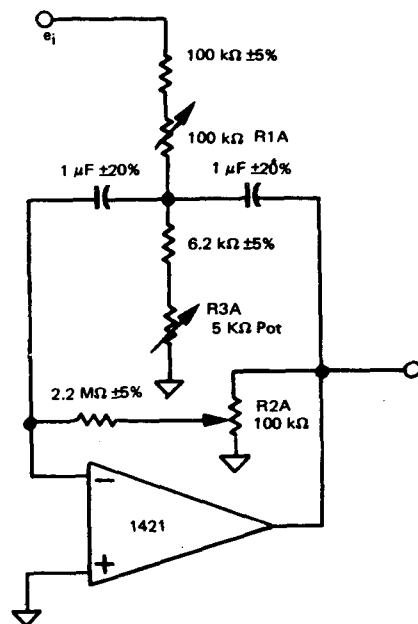 eᵢ
100 kΩ ±5%
100 kΩ R1A
1 µF ±20%
1 µF ±20%
6.2 kΩ ±5%
R3A
5 KΩ Pot
2.2 MΩ ±5%
R2A
100 kΩ
−
1421
+